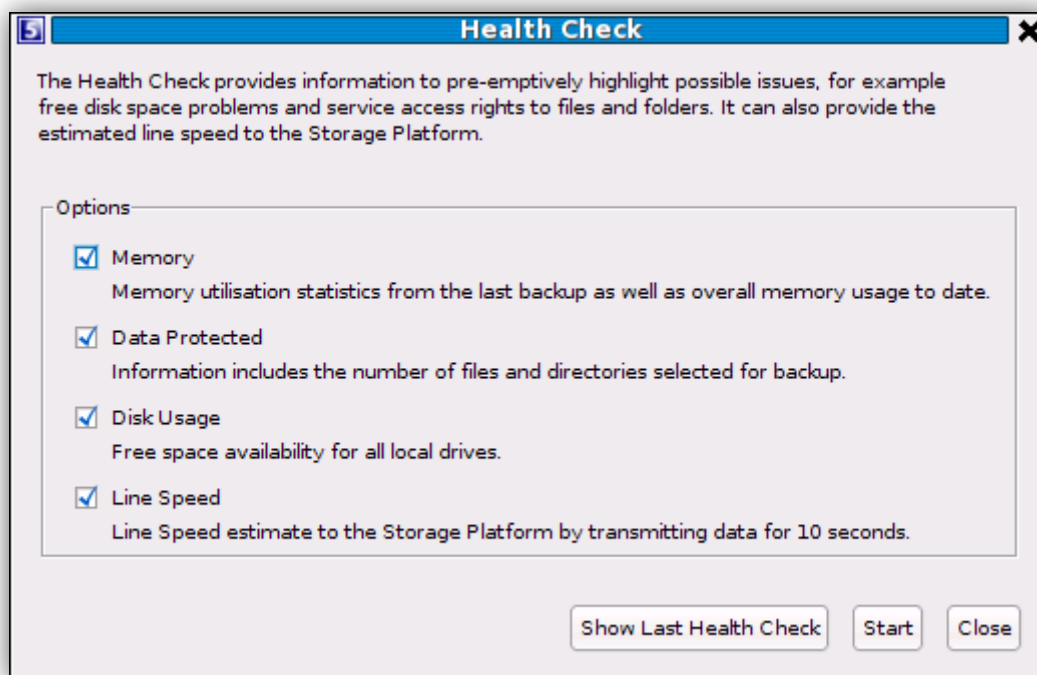 5
Health Check
The Health Check provides information to pre-emptively highlight possible issues, for example
free disk space problems and service access rights to files and folders. It can also provide the
estimated line speed to the Storage Platform.
Options
Memory
Memory utilisation statistics from the last backup as well as overall memory usage to date.
Data Protected
Information includes the number of files and directories selected for backup.
Disk Usage
Free space availability for all local drives.
Line Speed
Line Speed estimate to the Storage Platform by transmitting data for 10 seconds.
Show Last Health Check
Start
Close